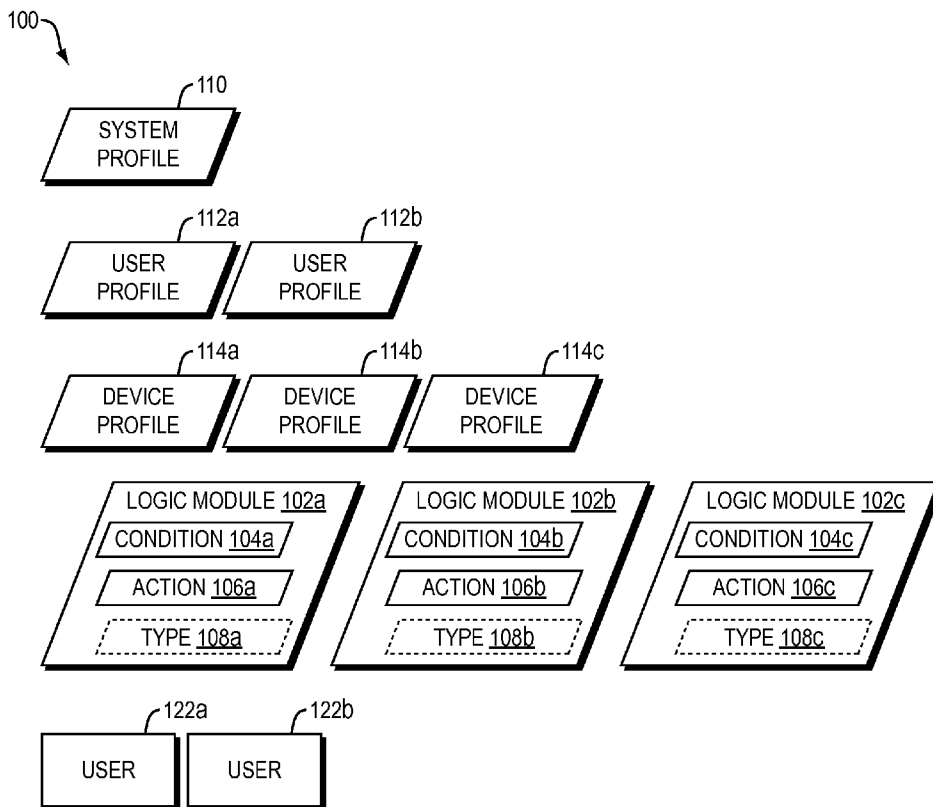 100
110
SYSTEM
PROFILE
112a
112b
USER
PROFILE
USER
PROFILE
114a
114b
114c
DEVICE
PROFILE
DEVICE
PROFILE
DEVICE
PROFILE
LOGIC MODULE 102a
CONDITION 104a
ACTION 106a
TYPE 108a
LOGIC MODULE 102b
CONDITION 104b
ACTION 106b
TYPE 108b
LOGIC MODULE 102c
CONDITION 104c
ACTION 106c
TYPE 108c
122a
122b
USER
USER